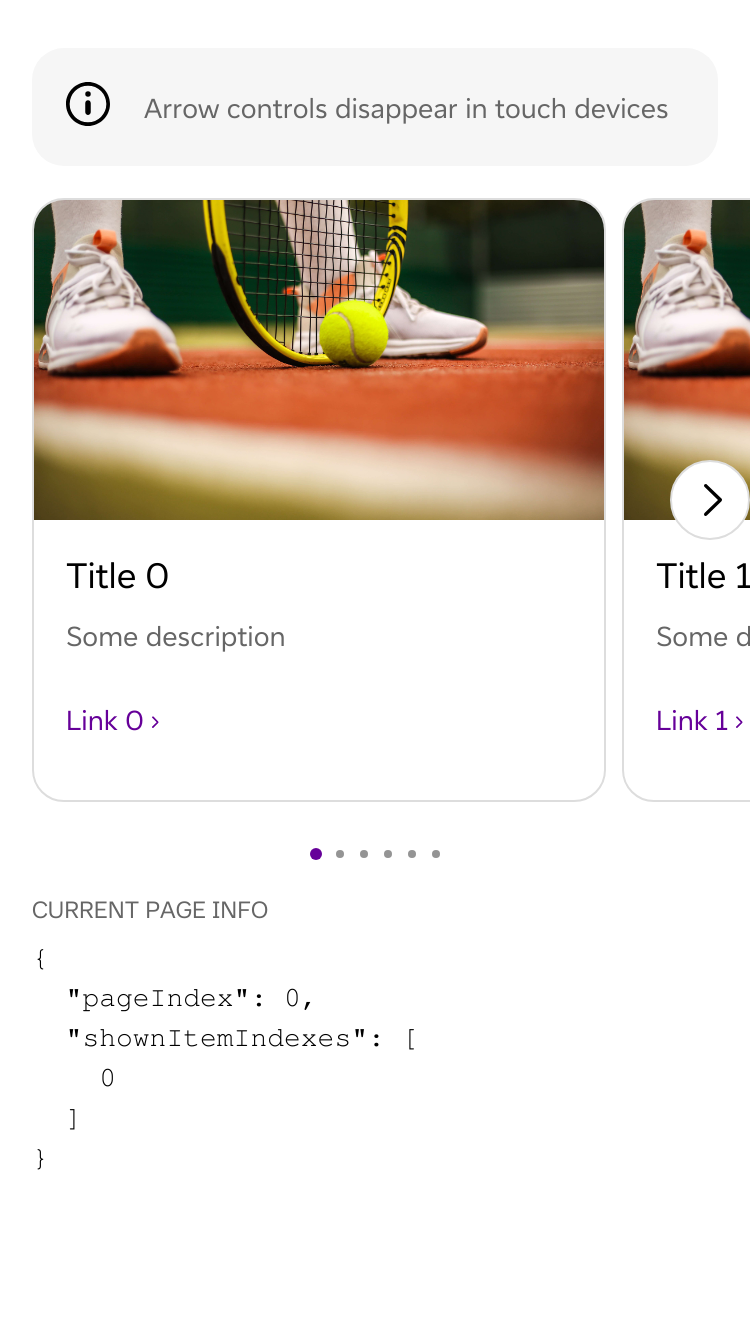 Arrow controls disappear in touch devices
Title 0
Some description
Link 0 ›
Title 1
Some d
Link 1 ›
CURRENT PAGE INFO
{
  "pageIndex": 0,
  "shownItemIndexes": [
    0
  ]
}